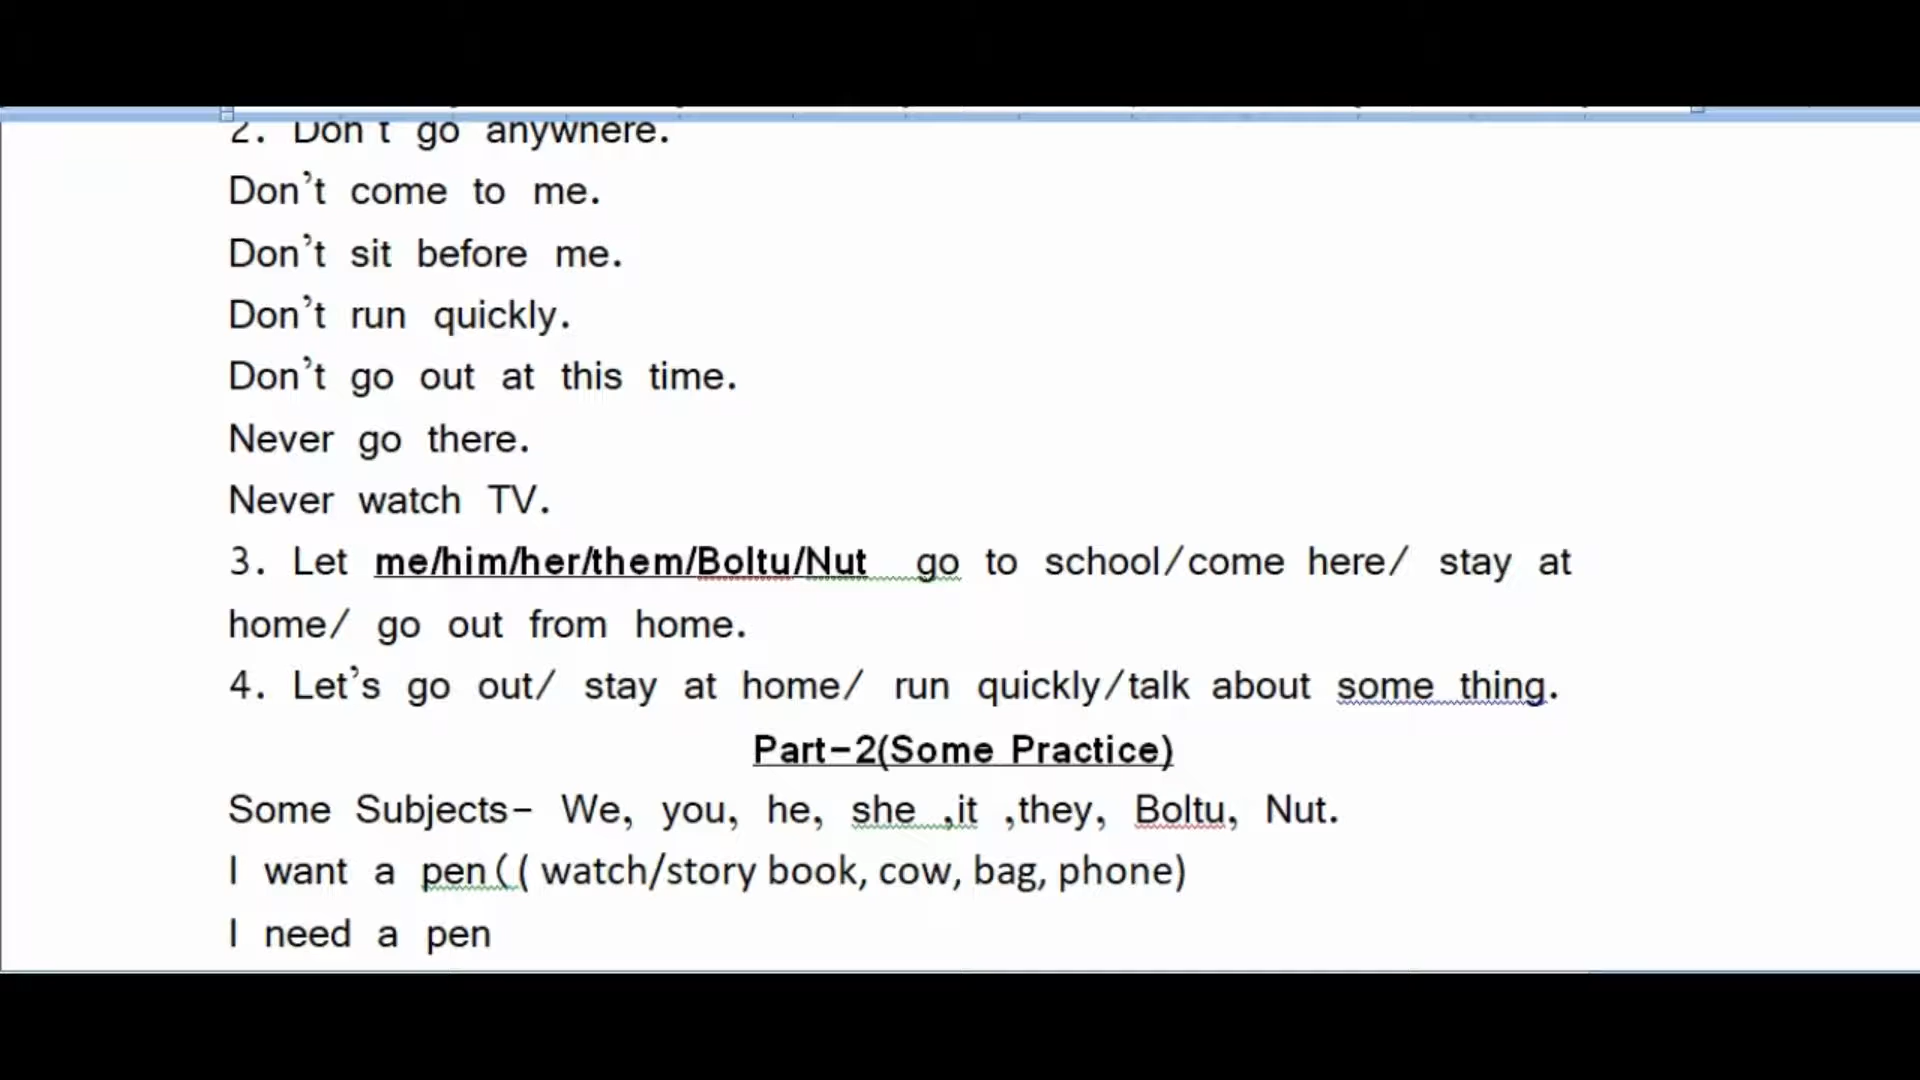 2. Don't go anywhere.
Don't come to me.
Don't sit before me.
Don't run quickly.
Don't go out at this time.
Never go there.
Never watch TV.
3. Let me/him/her/them/Boltu/Nut go to school/come here/ stay at
home/ go out from home.
4. Let's go out/ stay at home/ run quickly/talk about some thing.
Part-2(Some Practice)
Some Subjects- We, you, he, she ,it ,they, Boltu, Nut.
I want a pen(( watch/story book, cow, bag, phone)
I need a pen